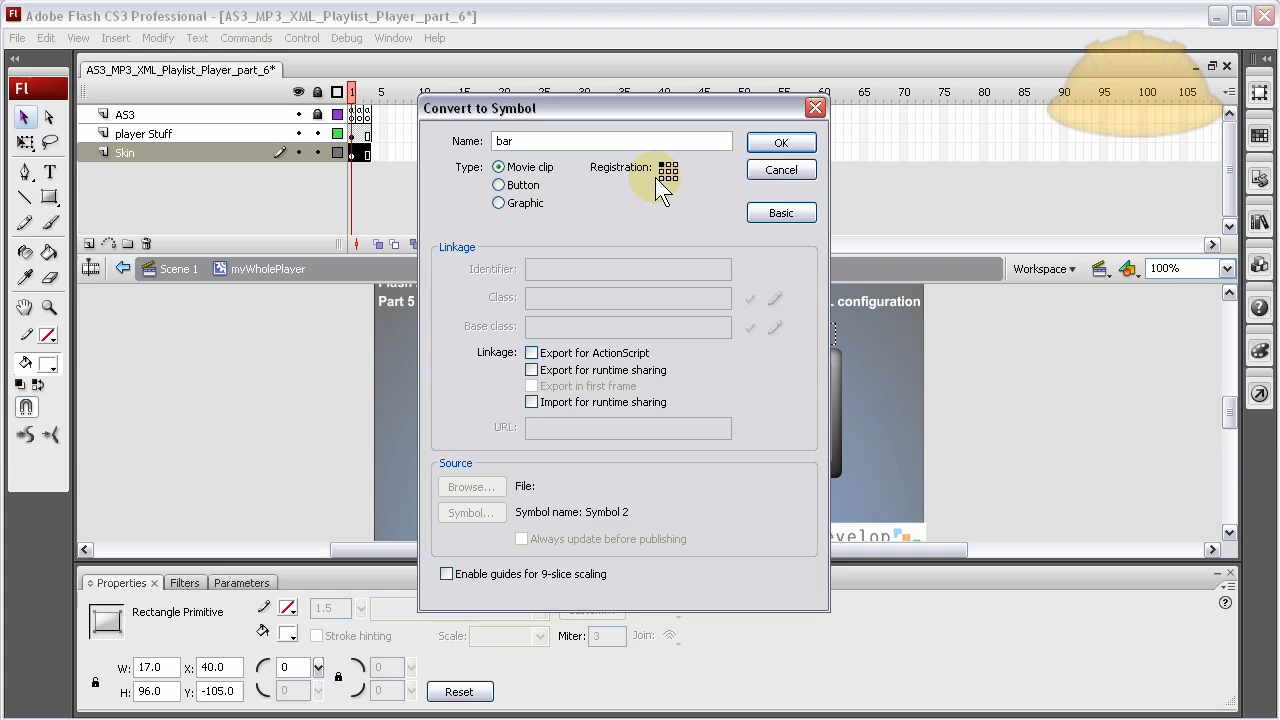 Adobe Flash CS3 Professional - [AS3_MP3_XML_Playlist_Player_part_6*]
File Edit View Insert Modify Text Commands Control Debug Window Help
AS3_MP3_XML_Playlist_Player_part_6*
Fl
1 5 10 15 20 25 30 35 40 45 50 55 60 65 70 75 80 85 90 95 100 105
AS3
player Stuff
Skin
Scene 1 myWholePlayer Workspace 100%
Part 5
L configuration
evelop
Convert to Symbol
Name: bar OK
Type: Movie clip Registration: Cancel
Button
Graphic
Basic
Linkage
Identifier:
Class:
Base class:
Linkage: Export for ActionScript
Export for runtime sharing
Export in first frame
Import for runtime sharing
URL:
Source
Browse... File:
Symbol... Symbol name: Symbol 2
Always update before publishing
Enable guides for 9-slice scaling
Properties Filters Parameters
Rectangle Primitive 1.5
Stroke hinting Scale: Miter: 3 Join:
W: 17.0 X: 40.0 0 0
H: 96.0 Y: -105.0 0 0 Reset